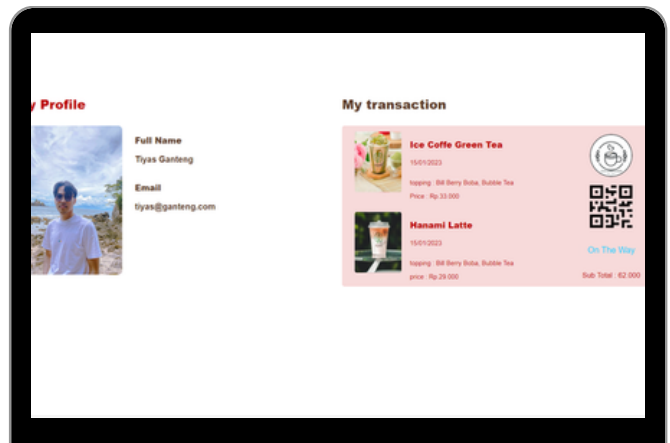 y Profile
Full Name
Tiyas Ganteng
Email
tiyas@ganteng.com
My transaction
Ice Coffe Green Tea
15/01/2023
topping : Bill Berry Boba, Bubble Tea
Price : Rp.33.000
Hanami Latte
15/01/2023
topping : Bill Berry Boba, Bubble Tea
price : Rp.29.000
On The Way
Sub Total : 62.000